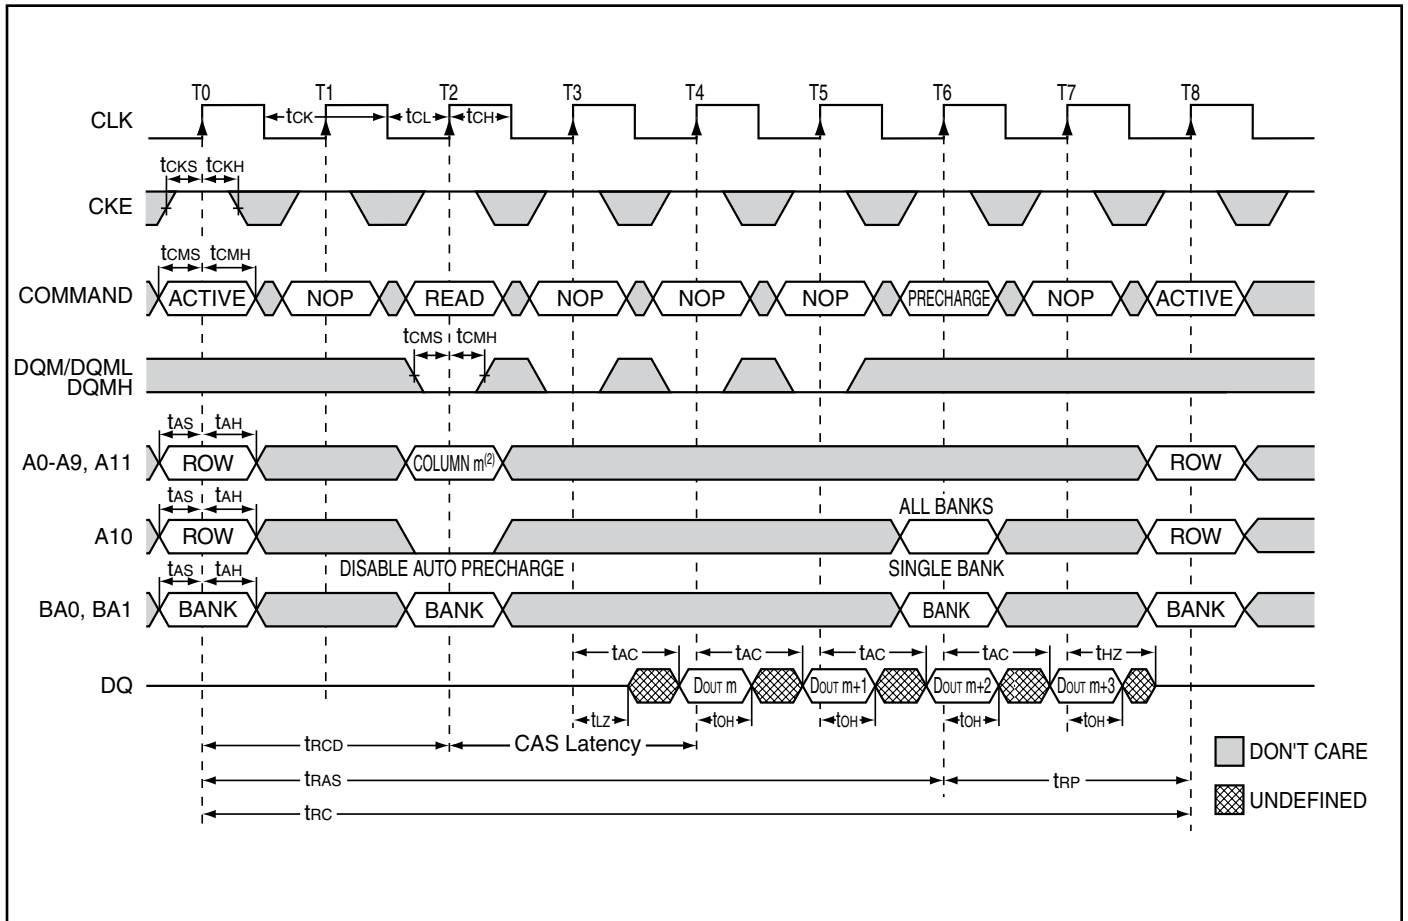 T0 T1 T2 T3 T4 T5 T6 T7 T8
CLK tCK tCL tCH
tCKS tCKH
CKE
tCMS tCMH
COMMAND ACTIVE NOP READ NOP NOP NOP PRECHARGE NOP ACTIVE
tCMS tCMH
DQM/DQML
DQMH
tAS tAH
A0-A9, A11 ROW COLUMN m(2) ROW
tAS tAH ALL BANKS
A10 ROW ROW
tAS tAH DISABLE AUTO PRECHARGE SINGLE BANK
BA0, BA1 BANK BANK BANK BANK
tAC tAC tAC tAC tHZ
DQ DOUT m DOUT m+1 DOUT m+2 DOUT m+3
tLZ tOH tOH tOH tOH
tRCD CAS Latency
DON'T CARE
tRAS tRP
UNDEFINED
tRC